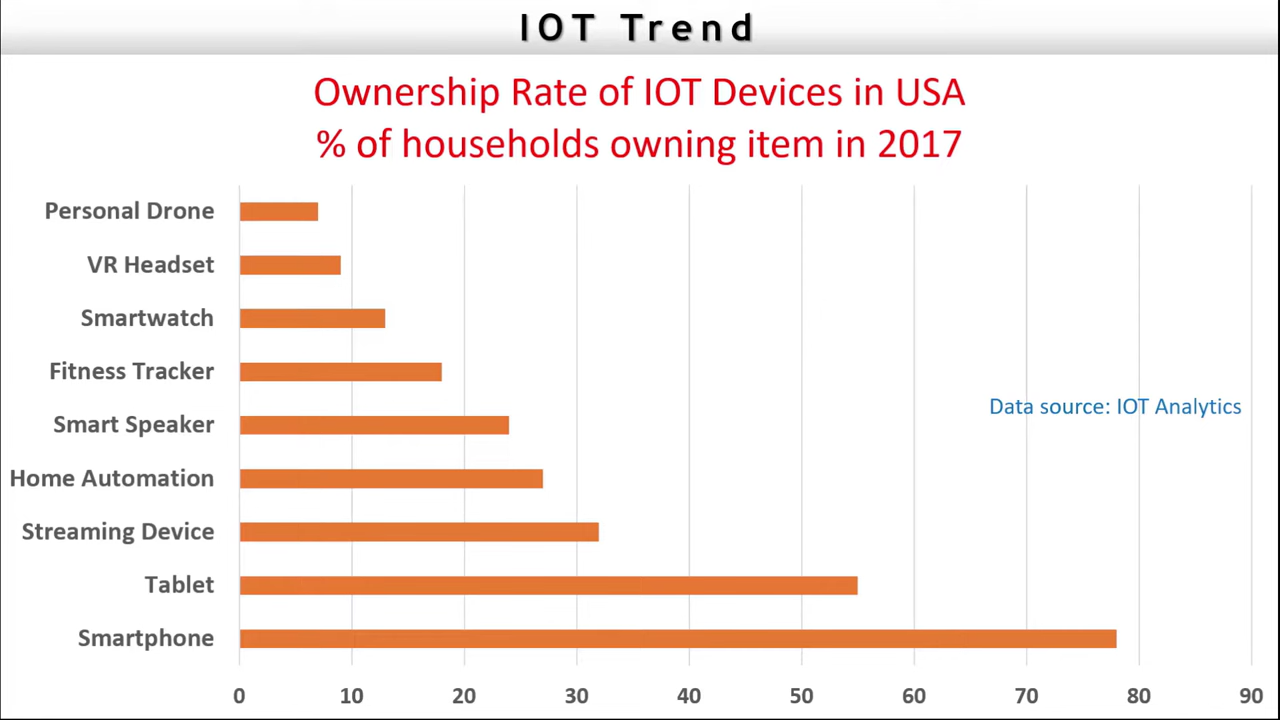 IOT Trend
Ownership Rate of IOT Devices in USA
% of households owning item in 2017
Personal Drone
VR Headset
Smartwatch
Fitness Tracker
Data source: IOT Analytics
Smart Speaker
Home Automation
Streaming Device
Tablet
Smartphone
0 10 20 30 40 50 60 70 80 90